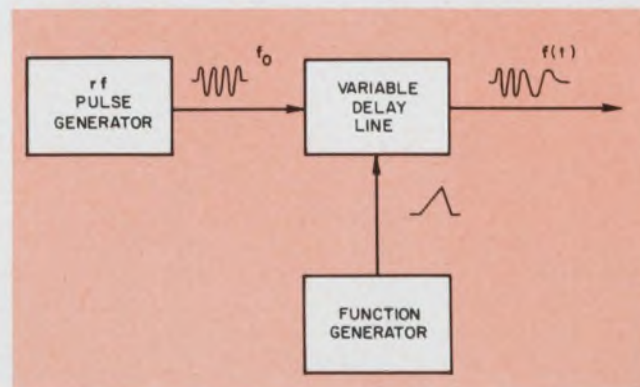 rf
PULSE
GENERATOR
f₀
VARIABLE
DELAY
LINE
f(t)
FUNCTION
GENERATOR